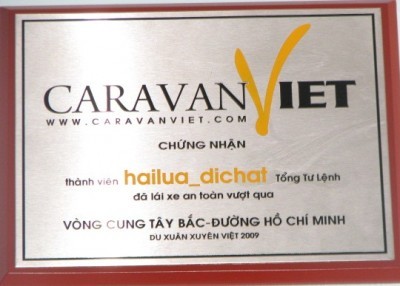 CARAVANVIET
WWW.CARAVANVIET.COM
CHỨNG NHẬN
thành viên hailua_dichat Tổng Tư Lệnh
đã lái xe an toàn vượt qua
VÒNG CUNG TÂY BẮC-ĐƯỜNG HỒ CHÍ MINH
DU XUÂN XUYÊN VIỆT 2009